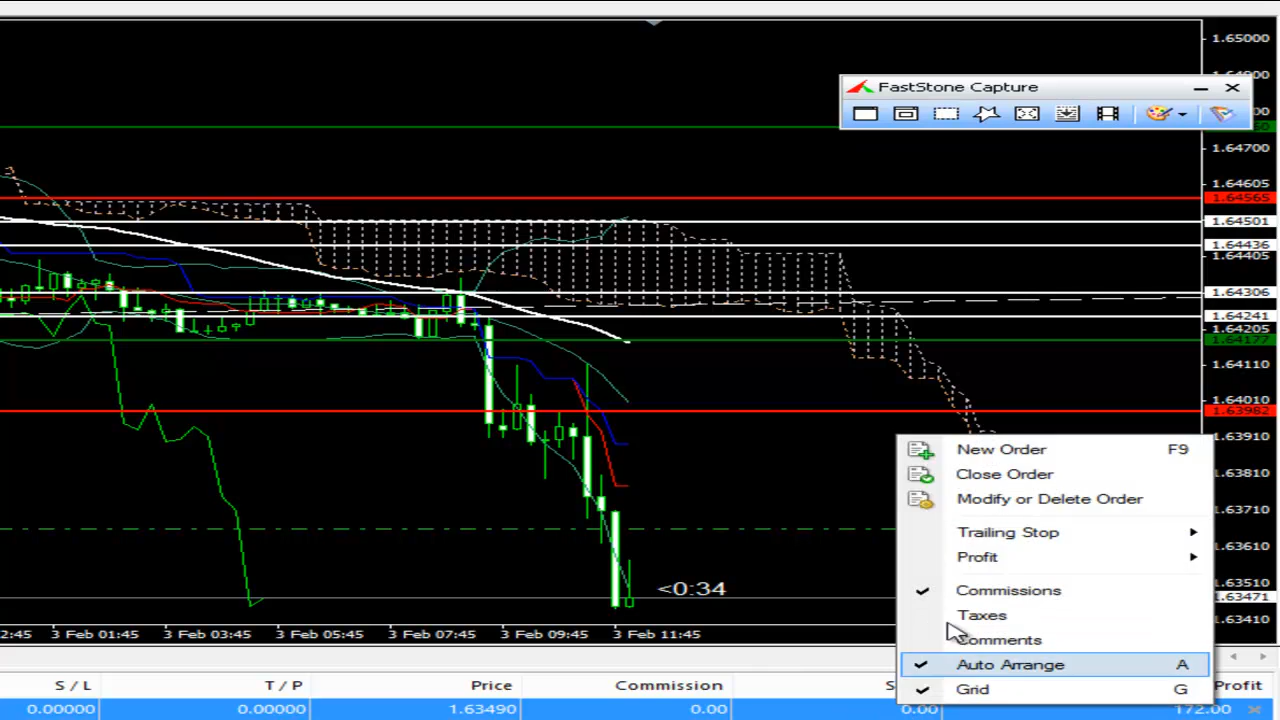 1.65000
FastStone Capture
1.64700
1.64605
1.64565
1.64501
1.64436
1.64405
1.64306
1.64241
1.64205
1.64177
1.64110
1.64010
1.63982
1.63910
New Order F9
Close Order
1.63810
Modify or Delete Order
1.63710
Trailing Stop
1.63610
Profit
1.63510
<0:34
Commissions
1.63471
Taxes
1.63410
2:45 3 Feb 01:45 3 Feb 03:45 3 Feb 07:45 3 Feb 09:45 3 Feb 11:45
Comments
Auto Arrange A
S / L T / P Price Commission S Profit
Grid G
0.00000 0.00000 1.63490 0.00 0.00 172.00